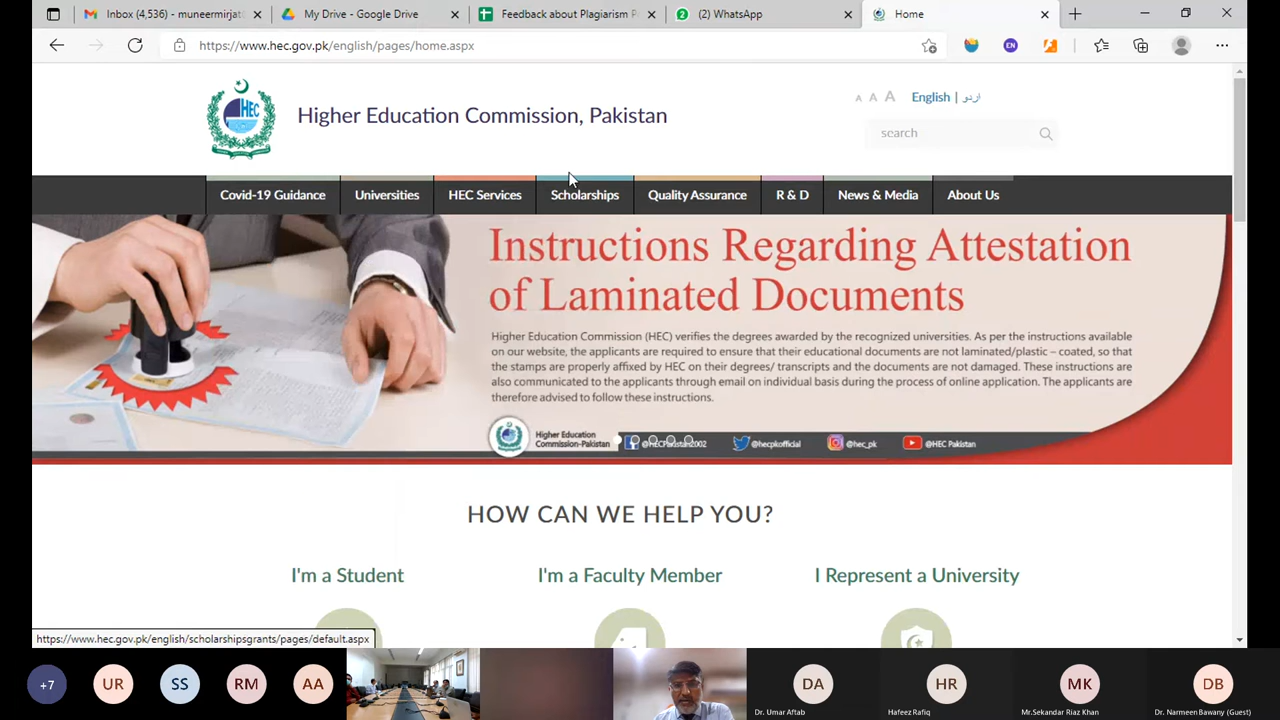 Inbox (4,536) - muneermirjat
My Drive - Google Drive
Feedback about Plagiarism P
(2) WhatsApp
Home
https://www.hec.gov.pk/english/pages/home.aspx
EN
HEC
Higher Education Commission, Pakistan
A A A English | اردو
search
Covid-19 Guidance Universities HEC Services Scholarships Quality Assurance R & D News & Media About Us
Instructions Regarding Attestation
of Laminated Documents
Higher Education Commission (HEC) verifies the degrees awarded by the recognized universities. As per the instructions available
on our website, the applicants are required to ensure that their educational documents are not laminated/plastic – coated, so that
the stamps are properly affixed by HEC on their degrees/ transcripts and the documents are not damaged. These instructions are
also communicated to the applicants through email on individual basis during the process of online application. The applicants are
therefore advised to follow these instructions.
Higher Education
Commission-Pakistan
@hecpkofficial @hec_pk @HEC Pakistan
HOW CAN WE HELP YOU?
I'm a Student I'm a Faculty Member I Represent a University
https://www.hec.gov.pk/english/scholarshipsgrants/pages/default.aspx
+7 UR SS RM AA DA HR MK DB
Dr. Umar Aftab Hafeez Rafiq Mr.Sekandar Riaz Khan Dr. Narmeen Bawany (Guest)